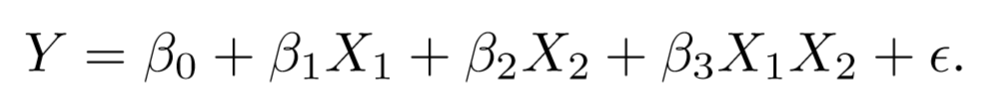 Y = β₀ + β₁X₁ + β₂X₂ + β₃X₁X₂ + ϵ.